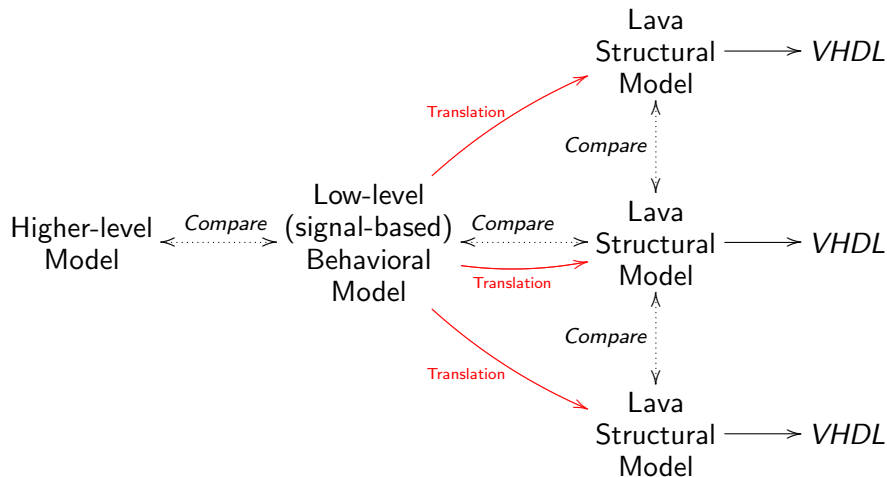 Lava
Structural
Model
VHDL
Translation
Compare
Higher-level
Model
Compare
Low-level
(signal-based)
Behavioral
Model
Compare
Translation
Lava
Structural
Model
VHDL
Compare
Translation
Lava
Structural
Model
VHDL